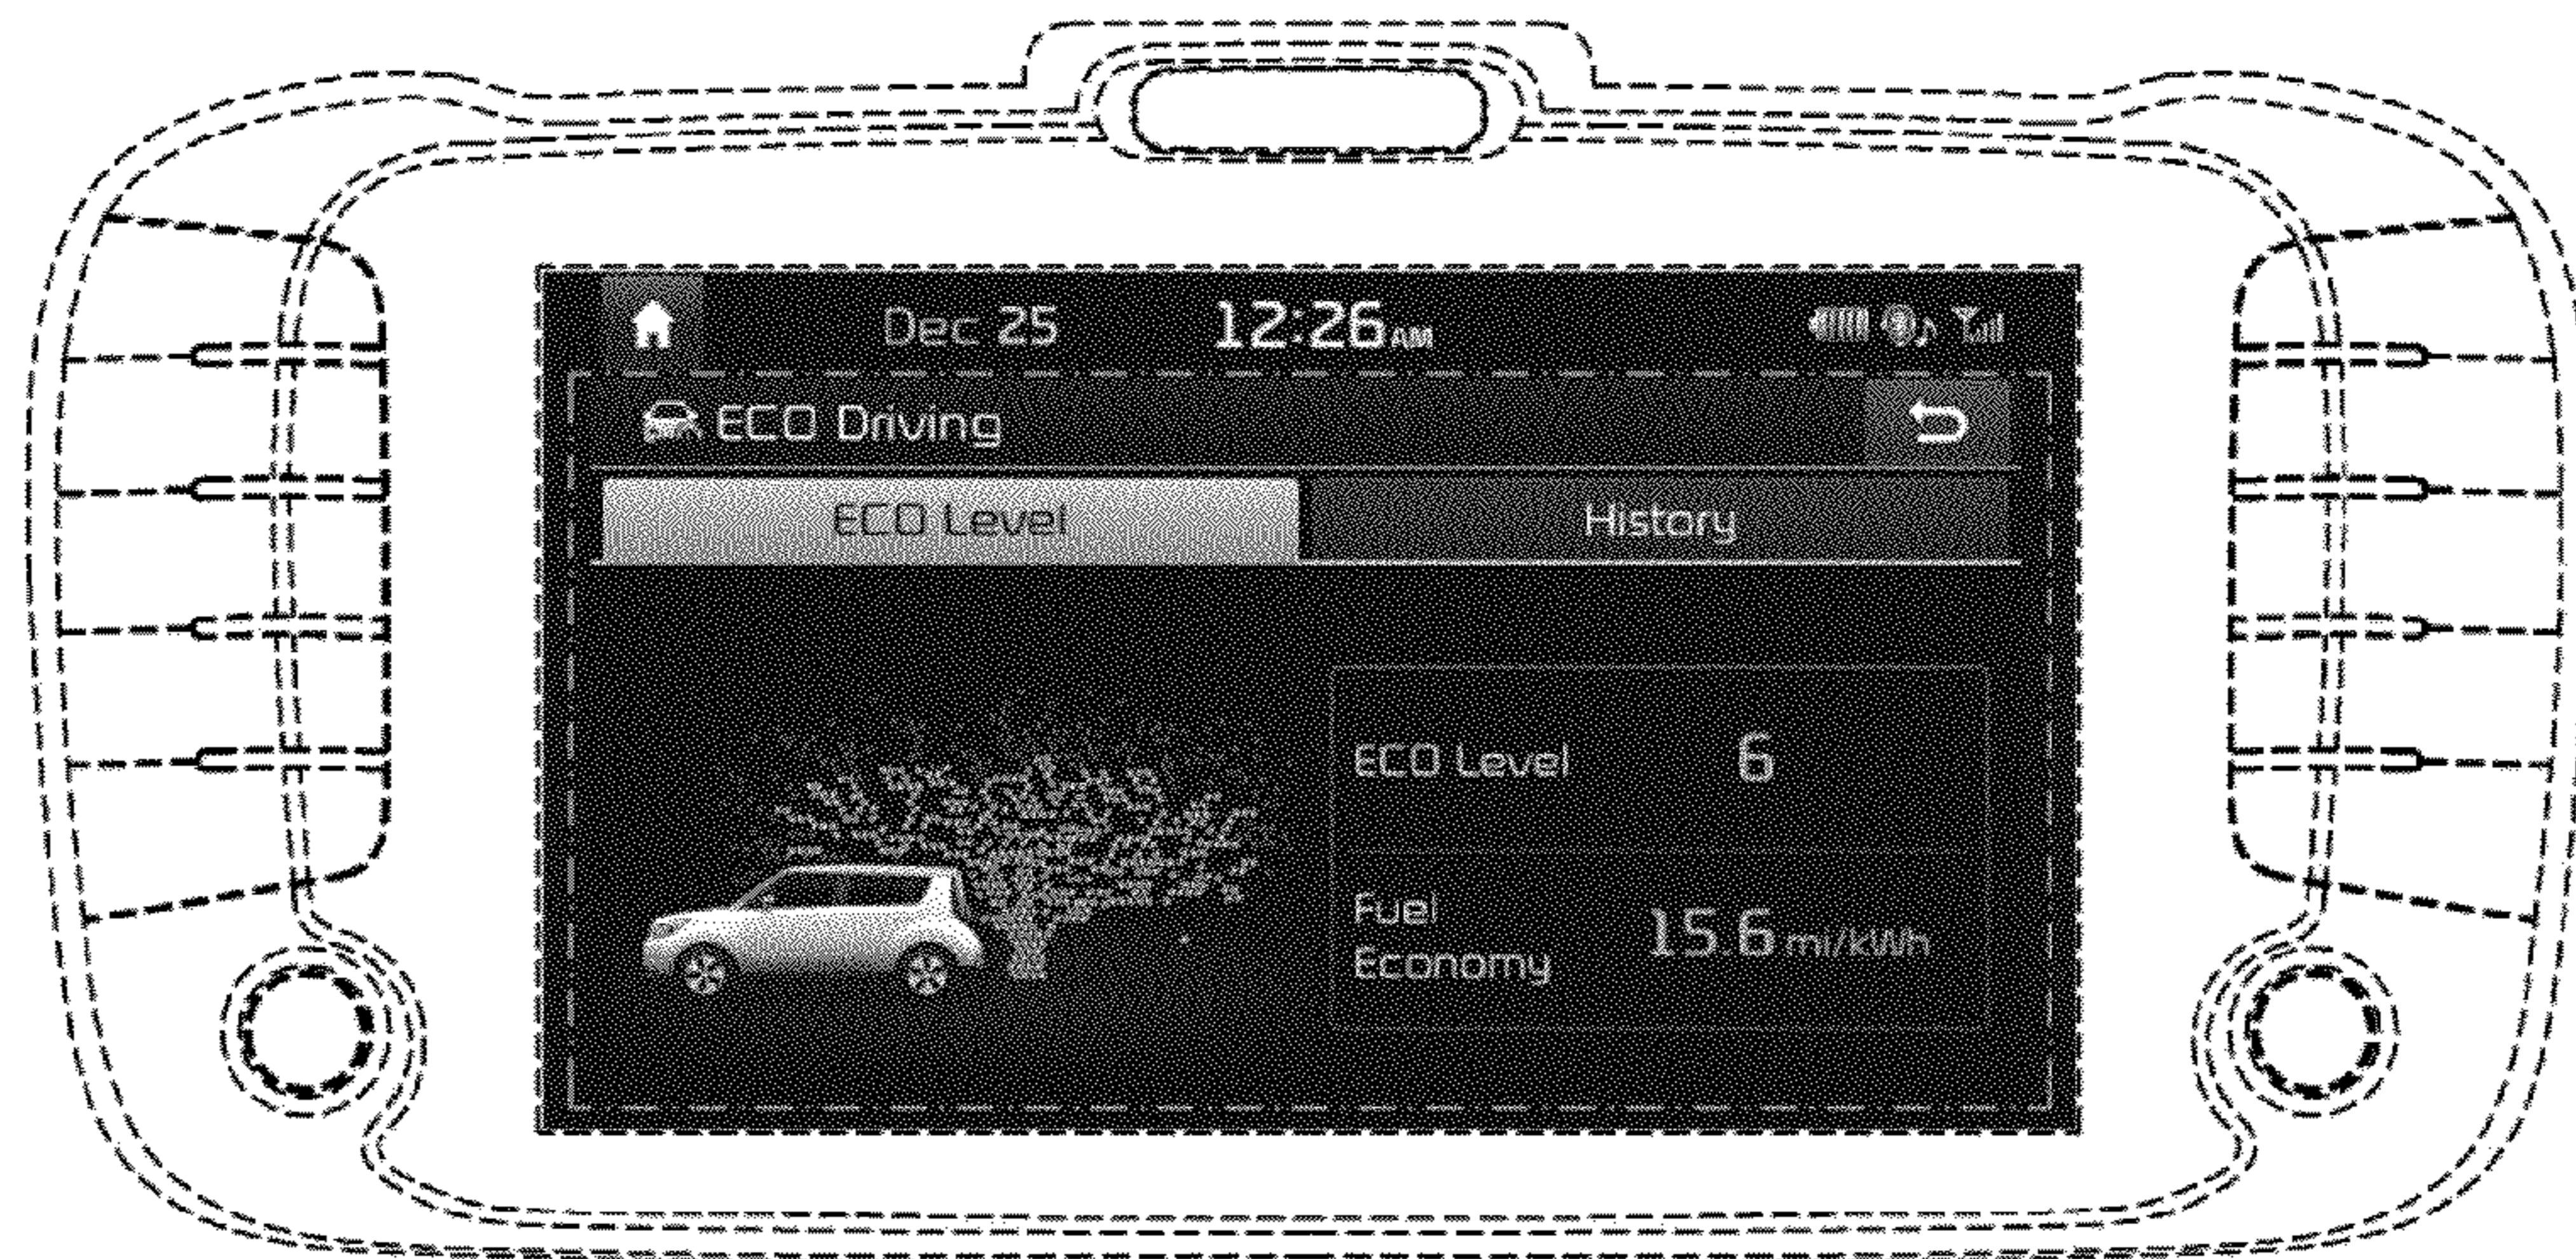 Dec 25 12:26AM
ECO Driving
ECO Level History
ECO Level 6
Fuel
Economy 15.6 mi/kWh